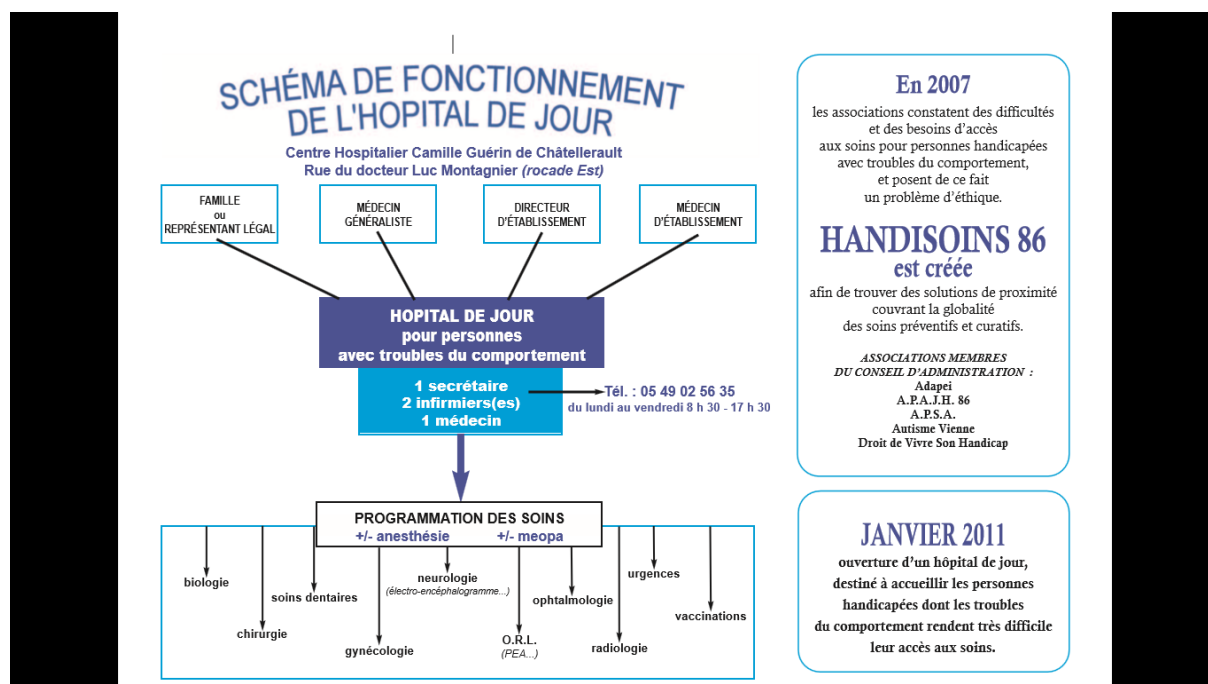 SCHÉMA DE FONCTIONNEMENT
DE L'HOPITAL DE JOUR
Centre Hospitalier Camille Guérin de Châtellerault
Rue du docteur Luc Montagnier (rocade Est)
FAMILLE
ou
REPRÉSENTANT LÉGAL
MÉDECIN
GÉNÉRALISTE
DIRECTEUR
D'ÉTABLISSEMENT
MÉDECIN
D'ÉTABLISSEMENT
HOPITAL DE JOUR
pour personnes
avec troubles du comportement
1 secrétaire
2 infirmiers(es)
1 médecin
Tél. : 05 49 02 56 35
du lundi au vendredi 8 h 30 - 17 h 30
PROGRAMMATION DES SOINS
+/- anesthésie +/- meopa
biologie
chirurgie
soins dentaires
gynécologie
neurologie
(électro-encéphalogramme...)
O.R.L.
(PEA...)
ophtalmologie
radiologie
urgences
vaccinations
En 2007
les associations constatent des difficultés
et des besoins d'accès
aux soins pour personnes handicapées
avec troubles du comportement,
et posent de ce fait
un problème d'éthique.
HANDISOINS 86
est créée
afin de trouver des solutions de proximité
couvrant la globalité
des soins préventifs et curatifs.
ASSOCIATIONS MEMBRES
DU CONSEIL D'ADMINISTRATION :
Adapei
A.P.A.J.H. 86
A.P.S.A.
Autisme Vienne
Droit de Vivre Son Handicap
JANVIER 2011
ouverture d'un hôpital de jour,
destiné à accueillir les personnes
handicapées dont les troubles
du comportement rendent très difficile
leur accès aux soins.